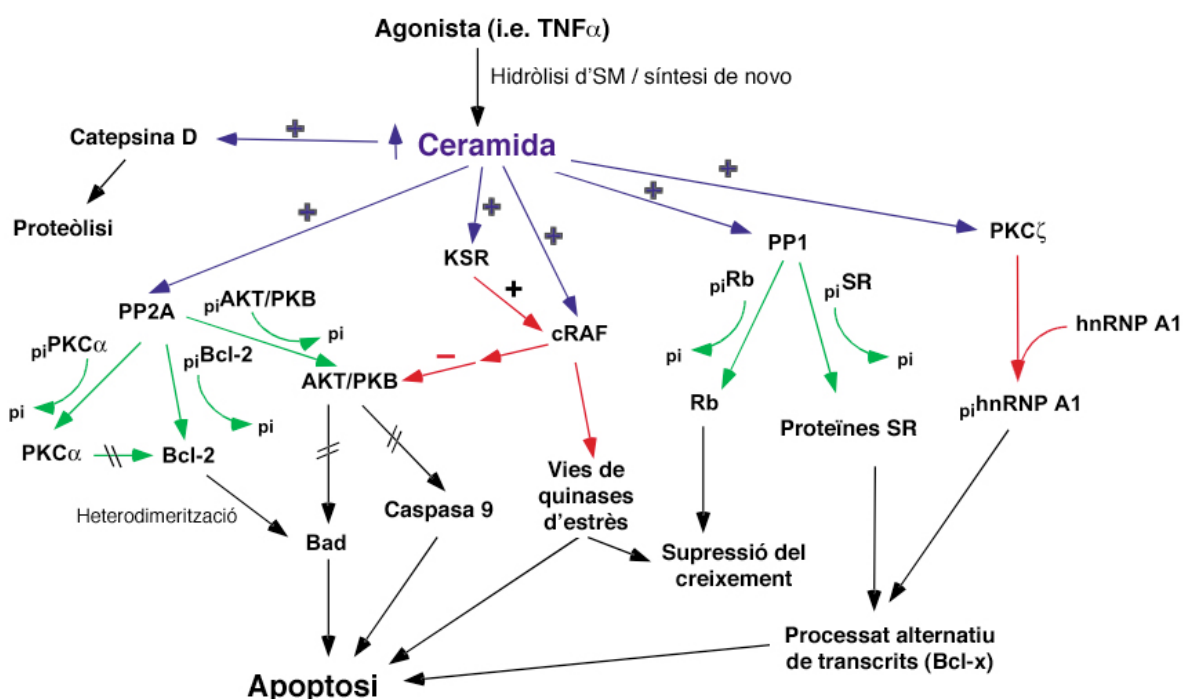 Agonista (i.e. TNFα)
Hidròlisi d'SM / síntesi de novo
Catepsina D
+
Ceramida
+
+
Proteòlisi
+
+
+
+
PKCζ
PP1
KSR
piRb
piSR
+
piAKT/PKB
PP2A
hnRNP A1
cRAF
pi
piPKCα
piBcl-2
–
pi
pi
AKT/PKB
Rb
pihnRNP A1
pi
pi
Proteïnes SR
PKCα
Bcl-2
Vies de
quinases
d'estrès
Caspasa 9
Heterodimerització
Bad
Supressió del
creixement
Processat alternatiu
de transcrits (Bcl-x)
Apoptosi